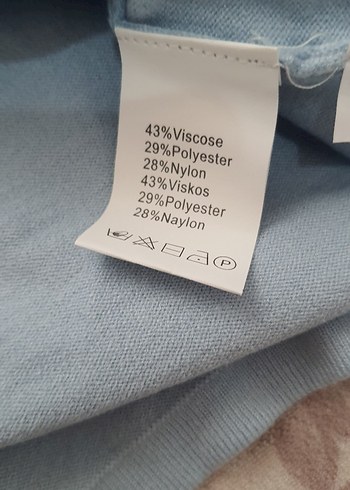 43%Viscose
29%Polyester
28%Nylon
43%Viskos
29%Polyester
28%Naylon
P